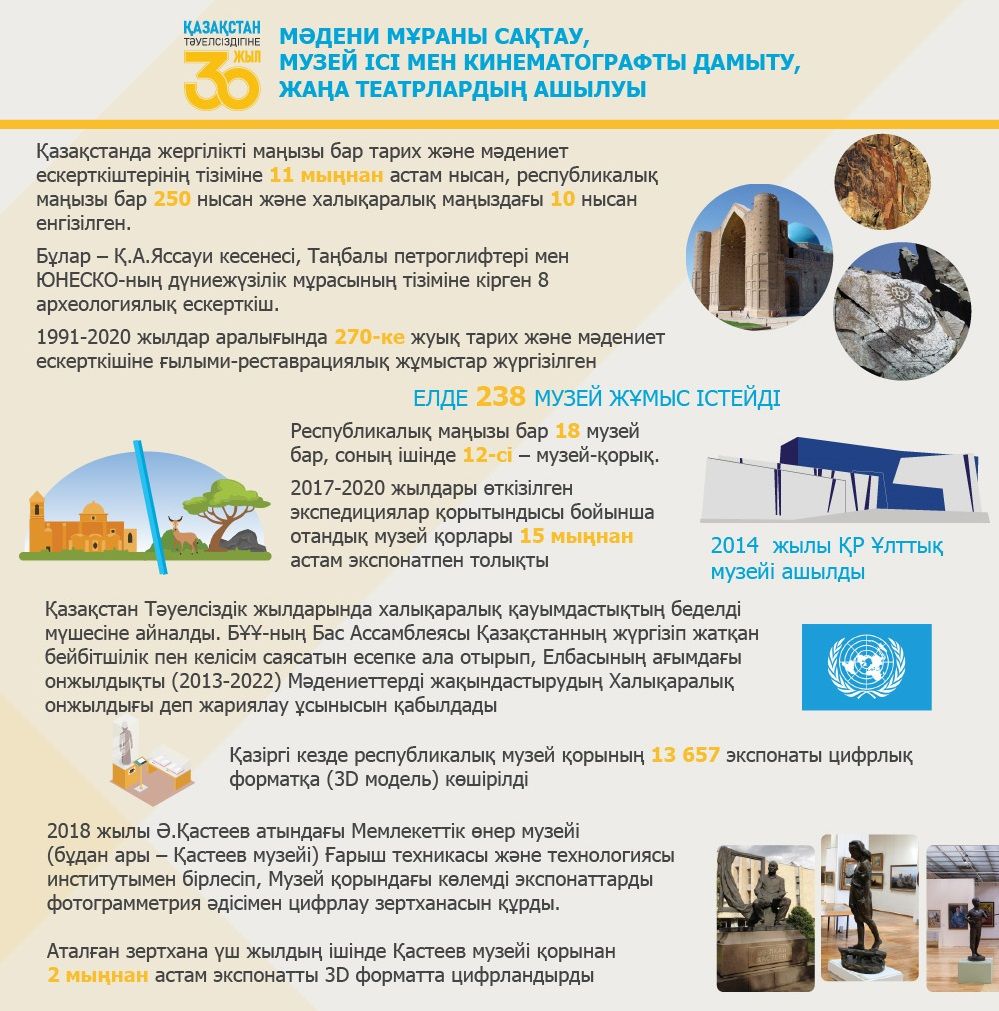 ҚАЗАҚСТАН
ТӘУЕЛСІЗДІГІНЕ
30 ЖЫЛ
МӘДЕНИ МҰРАНЫ САҚТАУ,
МУЗЕЙ ІСІ МЕН КИНЕМАТОГРАФТЫ ДАМЫТУ,
ЖАҢА ТЕАТРЛАРДЫҢ АШЫЛУЫ
Қазақстанда жергілікті маңызы бар тарих және мәдениет
ескерткіштерінің тізіміне 11 мыңнан астам нысан, республикалық
маңызы бар 250 нысан және халықаралық маңыздағы 10 нысан
енгізілген.
Бұлар – Қ.А.Яссауи кесенесі, Таңбалы петроглифтері мен
ЮНЕСКО-ның дүниежүзілік мұрасының тізіміне кірген 8
археологиялық ескерткіш.
1991-2020 жылдар аралығында 270-ке жуық тарих және мәдениет
ескерткішіне ғылыми-реставрациялық жұмыстар жүргізілген
ЕЛДЕ 238 МУЗЕЙ ЖҰМЫС ІСТЕЙДІ
Республикалық маңызы бар 18 музей
бар, соның ішінде 12-сі – музей-қорық.
2017-2020 жылдары өткізілген
экспедициялар қорытындысы бойынша
отандық музей қорлары 15 мыңнан
астам экспонатпен толықты
2014 жылы ҚР Ұлттық
музейі ашылды
Қазақстан Тәуелсіздік жылдарында халықаралық қауымдастықтың беделді
мүшесіне айналды. БҰҰ-ның Бас Ассамблеясы Қазақстанның жүргізіп жатқан
бейбітшілік пен келісім саясатын есепке ала отырып, Елбасының ағымдағы
онжылдықты (2013-2022) Мәдениеттерді жақындастырудың Халықаралық
онжылдығы деп жариялау ұсынысын қабылдады
Қазіргі кезде республикалық музей қорының 13 657 экспонаты цифрлық
форматқа (3D модель) көшірілді
2018 жылы Ә.Қастеев атындағы Мемлекеттік өнер музейі
(бұдан ары – Қастеев музейі) Ғарыш техникасы және технологиясы
институтымен бірлесіп, Музей қорындағы көлемді экспонаттарды
фотограмметрия әдісімен цифрлау зертханасын құрды.
Аталған зертхана үш жылдың ішінде Қастеев музейі қорынан
2 мыңнан астам экспонатты 3D форматта цифрландырды